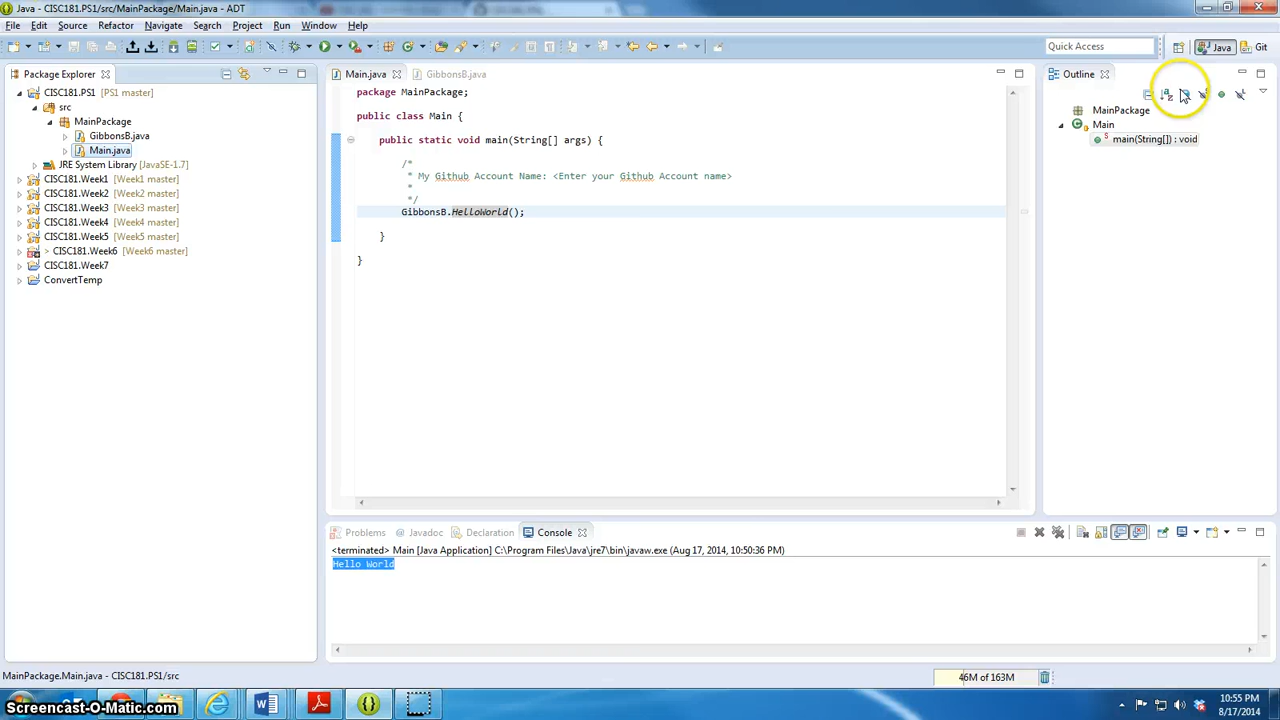 Java - CISC181.PS1/src/MainPackage/Main.java - ADT
File Edit Source Refactor Navigate Search Project Run Window Help
Quick Access
Java
Git
Package Explorer
CISC181.PS1 [PS1 master]
src
MainPackage
GibbonsB.java
Main.java
JRE System Library [JavaSE-1.7]
CISC181.Week1 [Week1 master]
CISC181.Week2 [Week2 master]
CISC181.Week3 [Week3 master]
CISC181.Week4 [Week4 master]
CISC181.Week5 [Week5 master]
> CISC181.Week6 [Week6 master]
CISC181.Week7
ConvertTemp
Main.java GibbonsB.java
package MainPackage;
public class Main {
public static void main(String[] args) {
/*
* My Github Account Name: <Enter your Github Account name>
*
*/
GibbonsB.HelloWorld();
}
}
Outline
MainPackage
Main
main(String[]) : void
Problems Javadoc Declaration Console
<terminated> Main [Java Application] C:\Program Files\Java\jre7\bin\javaw.exe (Aug 17, 2014, 10:50:36 PM)
Hello World
MainPackage.Main.java - CISC181.PS1/src
46M of 163M
Screencast-O-Matic.com
10:55 PM
8/17/2014